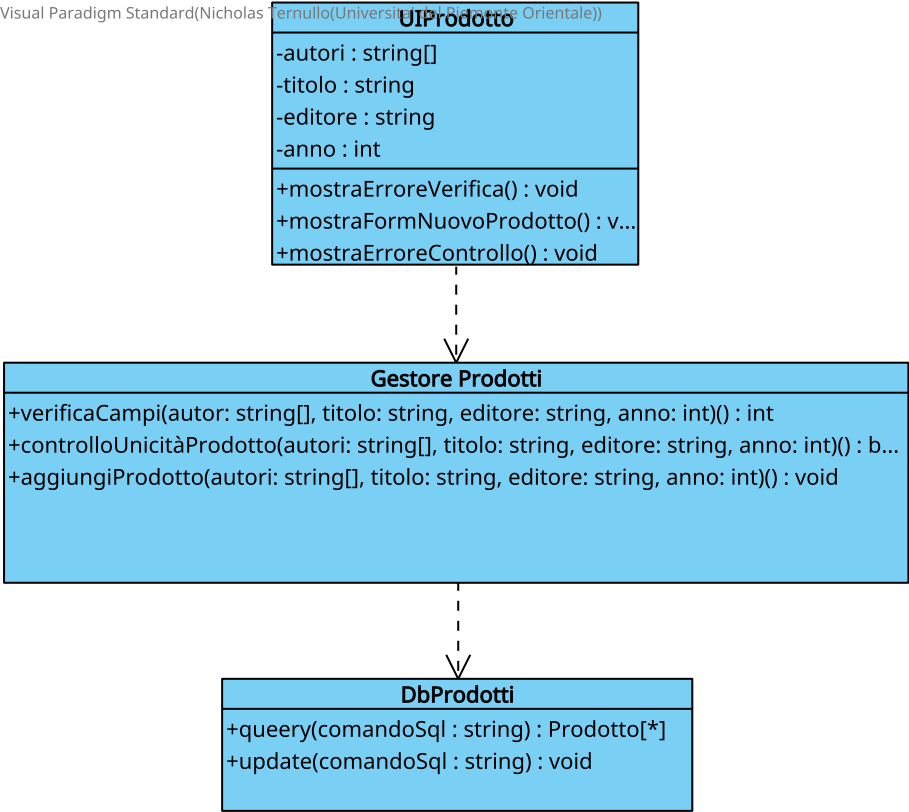 Visual Paradigm Standard(Nicholas Ternullo(Universita' del Piemonte Orientale))
UIProdotto
-autori : string[]
-titolo : string
-editore : string
-anno : int
+mostraErroreVerifica() : void
+mostraFormNuovoProdotto() : v...
+mostraErroreControllo() : void
Gestore Prodotti
+verificaCampi(autor: string[], titolo: string, editore: string, anno: int)() : int
+controlloUnicitàProdotto(autori: string[], titolo: string, editore: string, anno: int)() : b...
+aggiungiProdotto(autori: string[], titolo: string, editore: string, anno: int)() : void
DbProdotti
+queery(comandoSql : string) : Prodotto[*]
+update(comandoSql : string) : void